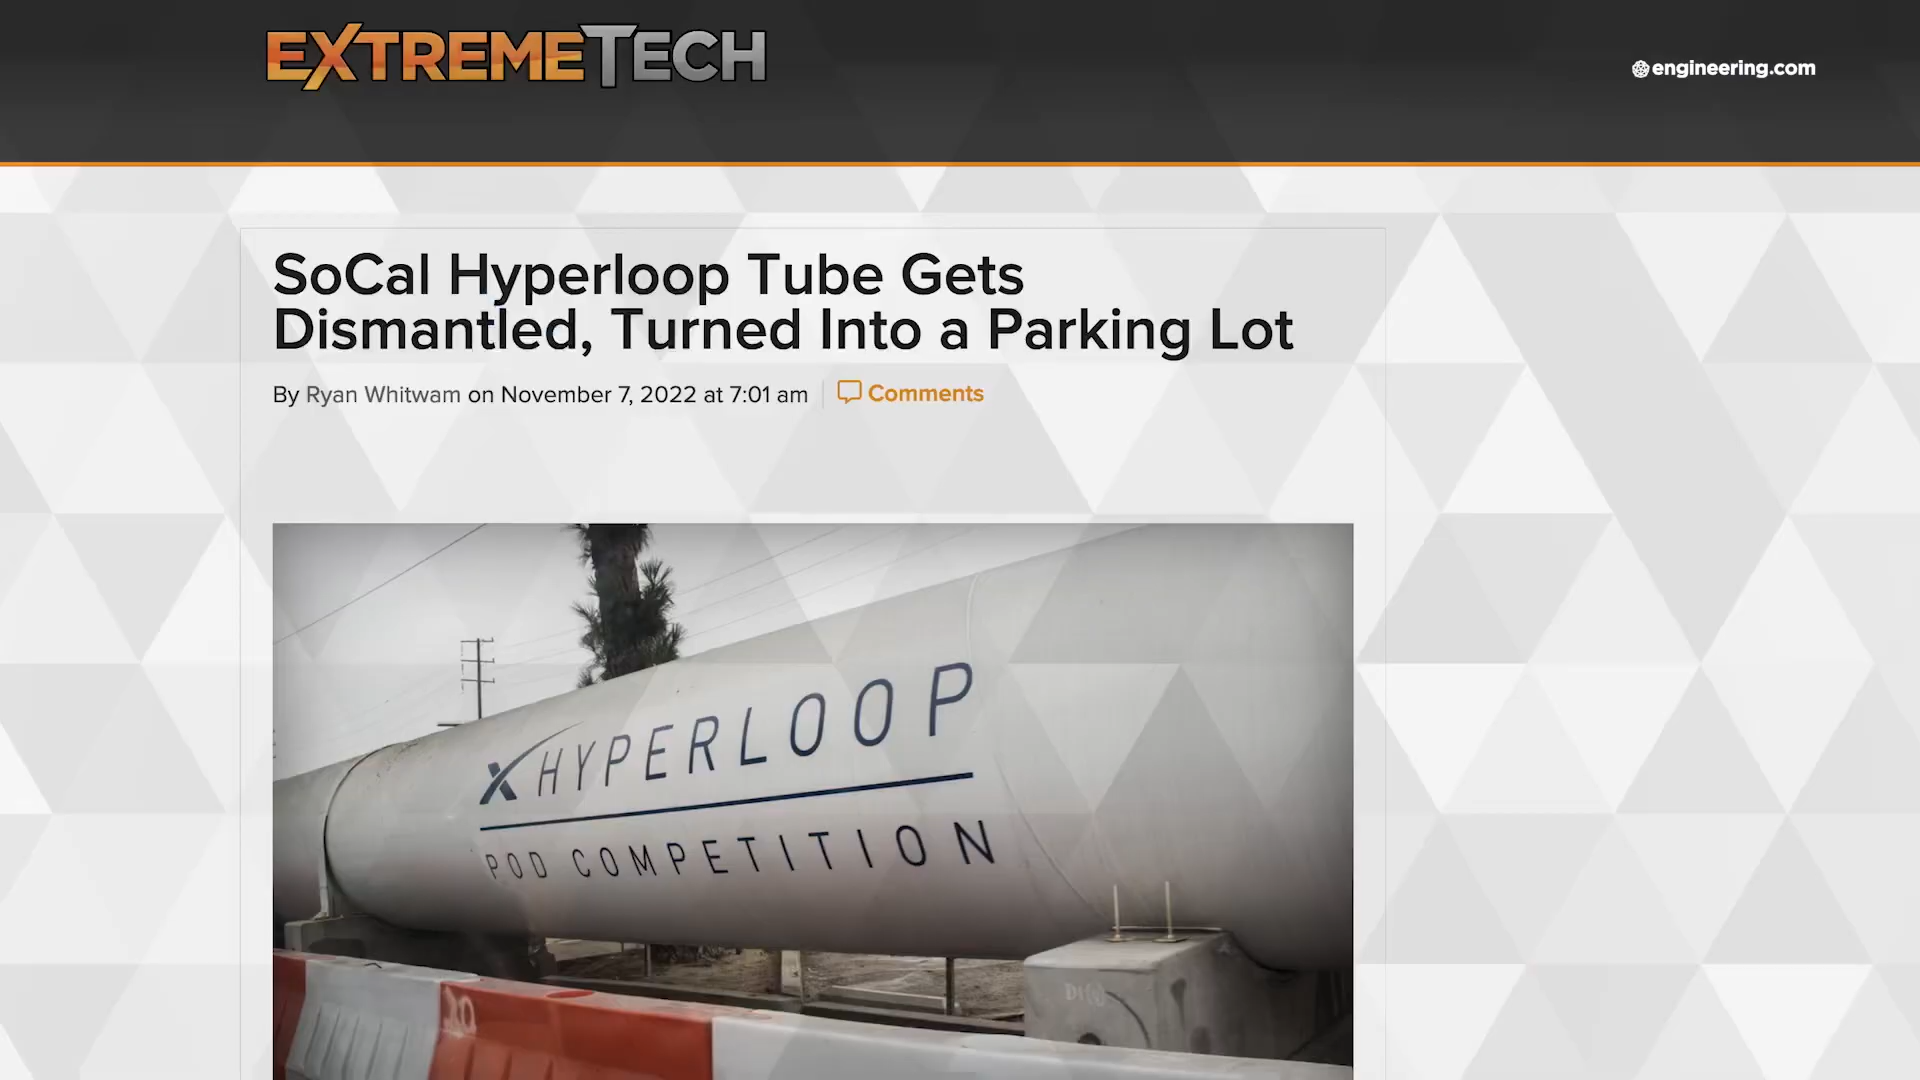 EXTREMETECH
engineering.com
SoCal Hyperloop Tube Gets
Dismantled, Turned Into a Parking Lot
By Ryan Whitwam on November 7, 2022 at 7:01 am
Comments
X HYPERLOOP
POD COMPETITION